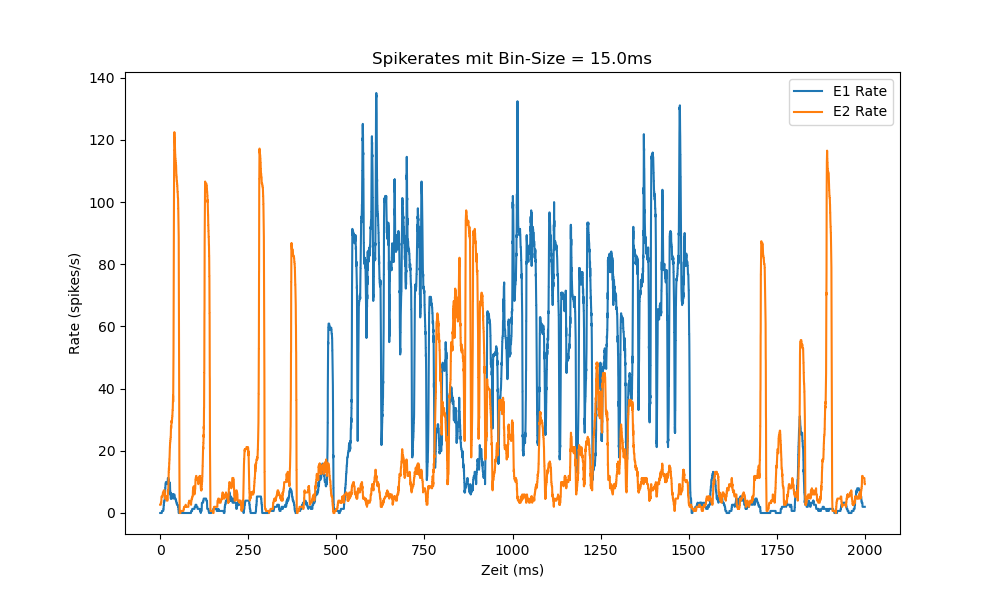 Spikerates mit Bin-Size = 15.0ms
140
120
100
80
60
40
20
0
Rate (spikes/s)
E1 Rate
E2 Rate
0 250 500 750 1000 1250 1500 1750 2000
Zeit (ms)